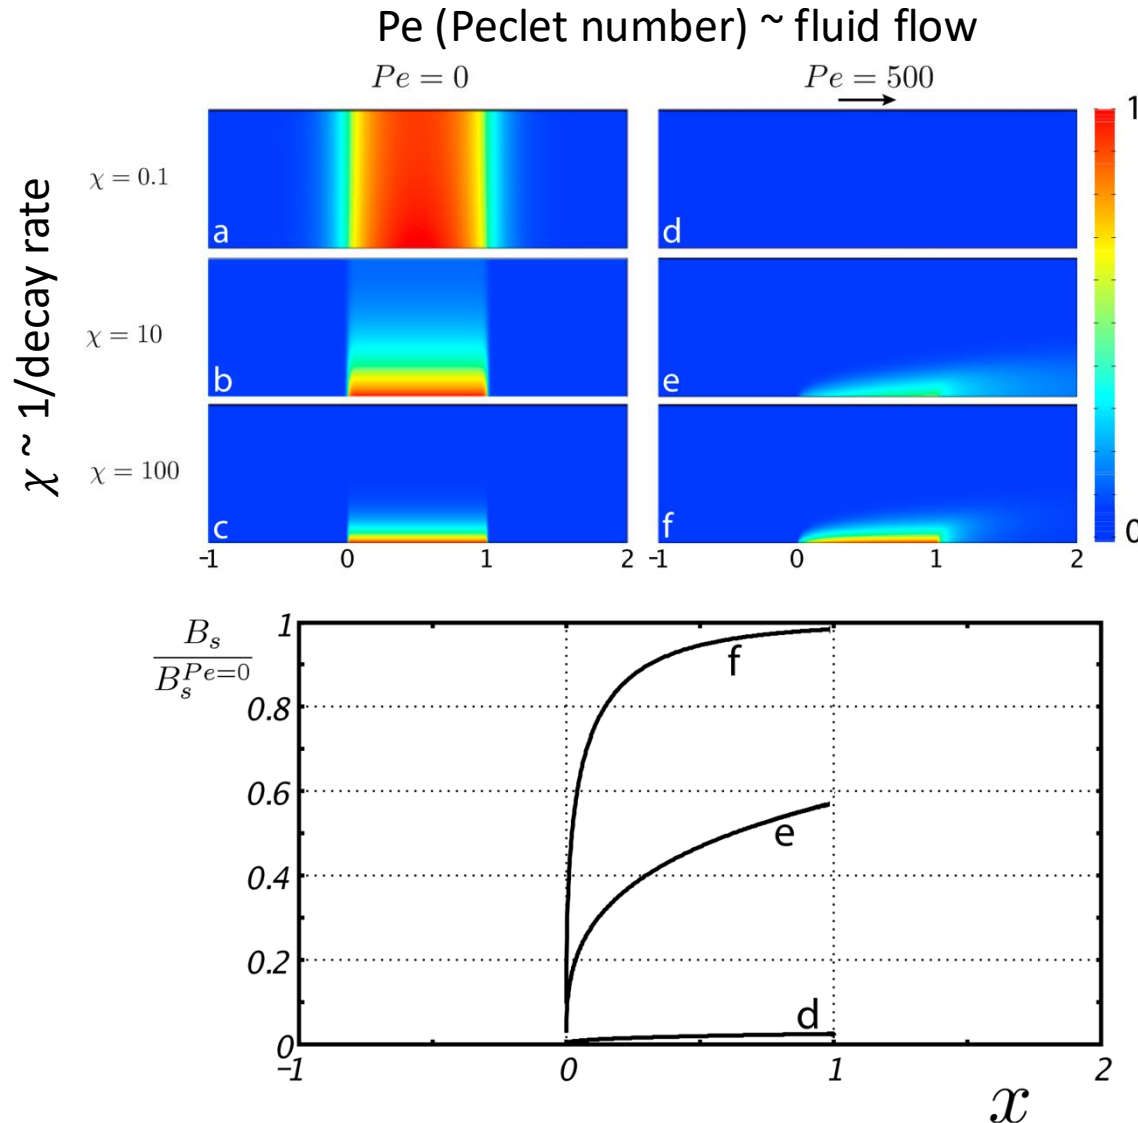 Pe (Peclet number) ~ fluid flow
Pe = 0
Pe = 500
χ ~ 1/decay rate
χ = 0.1
a
d
1
χ = 10
b
e
χ = 100
c
f
0
-1 0 1 2
-1 0 1 2
B_s / B_s^{Pe=0}
1
0.8
0.6
0.4
0.2
0
f
e
d
-1 0 1 2
x